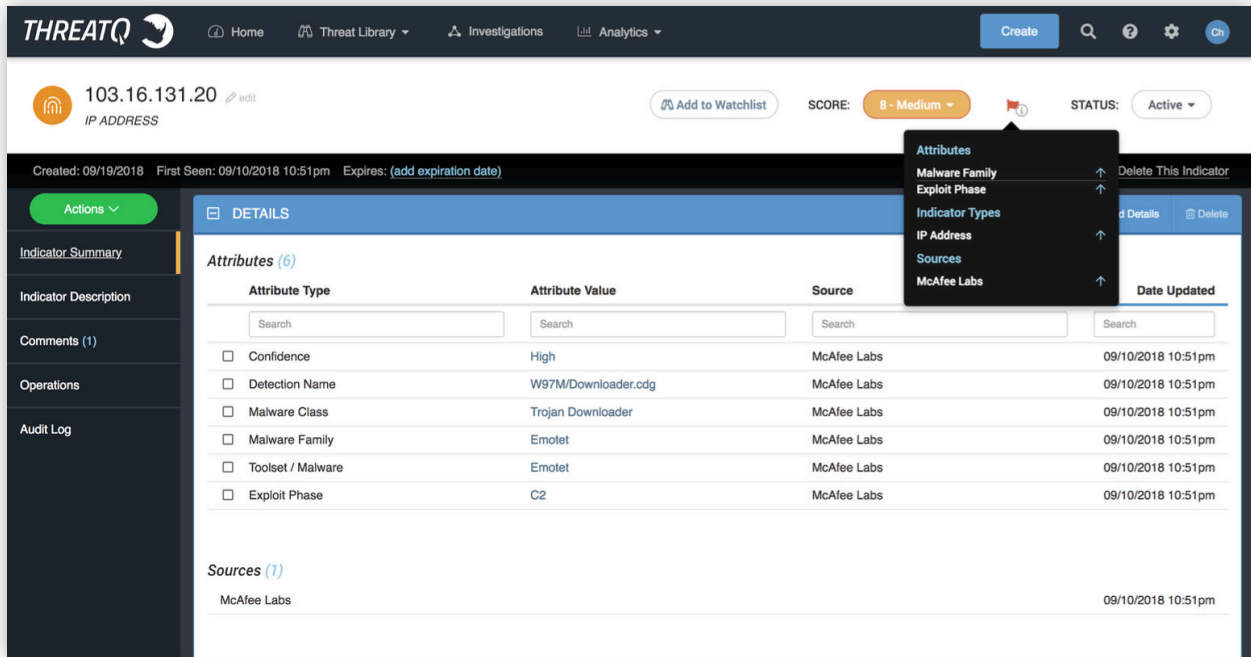 THREATQ
Home Threat Library Investigations Analytics Create Ch
103.16.131.20 edit
IP ADDRESS
Add to Watchlist SCORE: 8 - Medium STATUS: Active
Created: 09/19/2018 First Seen: 09/10/2018 10:51pm Expires: (add expiration date) Delete This Indicator
Attributes
Malware Family
Exploit Phase
Indicator Types
IP Address
Sources
McAfee Labs
Actions
Indicator Summary
Indicator Description
Comments (1)
Operations
Audit Log
DETAILS Details Delete
Attributes (6)
Attribute Type Attribute Value Source Date Updated
Search Search Search Search
Confidence High McAfee Labs 09/10/2018 10:51pm
Detection Name W97M/Downloader.cdg McAfee Labs 09/10/2018 10:51pm
Malware Class Trojan Downloader McAfee Labs 09/10/2018 10:51pm
Malware Family Emotet McAfee Labs 09/10/2018 10:51pm
Toolset / Malware Emotet McAfee Labs 09/10/2018 10:51pm
Exploit Phase C2 McAfee Labs 09/10/2018 10:51pm
Sources (1)
McAfee Labs 09/10/2018 10:51pm